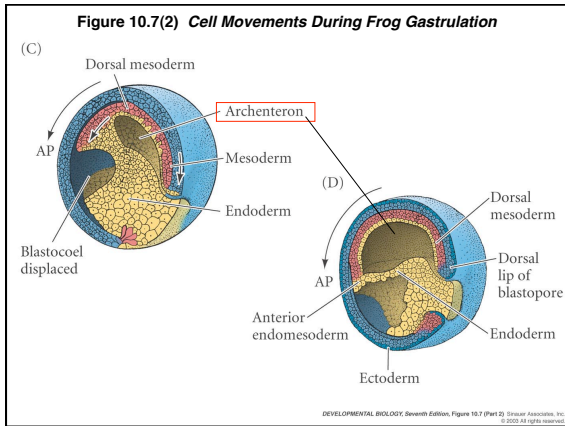 Figure 10.7(2) Cell Movements During Frog Gastrulation
(C)
Dorsal mesoderm
Archenteron
AP
Mesoderm
(D)
Endoderm
Dorsal
mesoderm
Blastocoel
displaced
Dorsal
lip of
blastopore
AP
Anterior
endomesoderm
Endoderm
Ectoderm
DEVELOPMENTAL BIOLOGY, Seventh Edition, Figure 10.7 (Part 2) Sinauer Associates, Inc.
© 2003 All rights reserved.